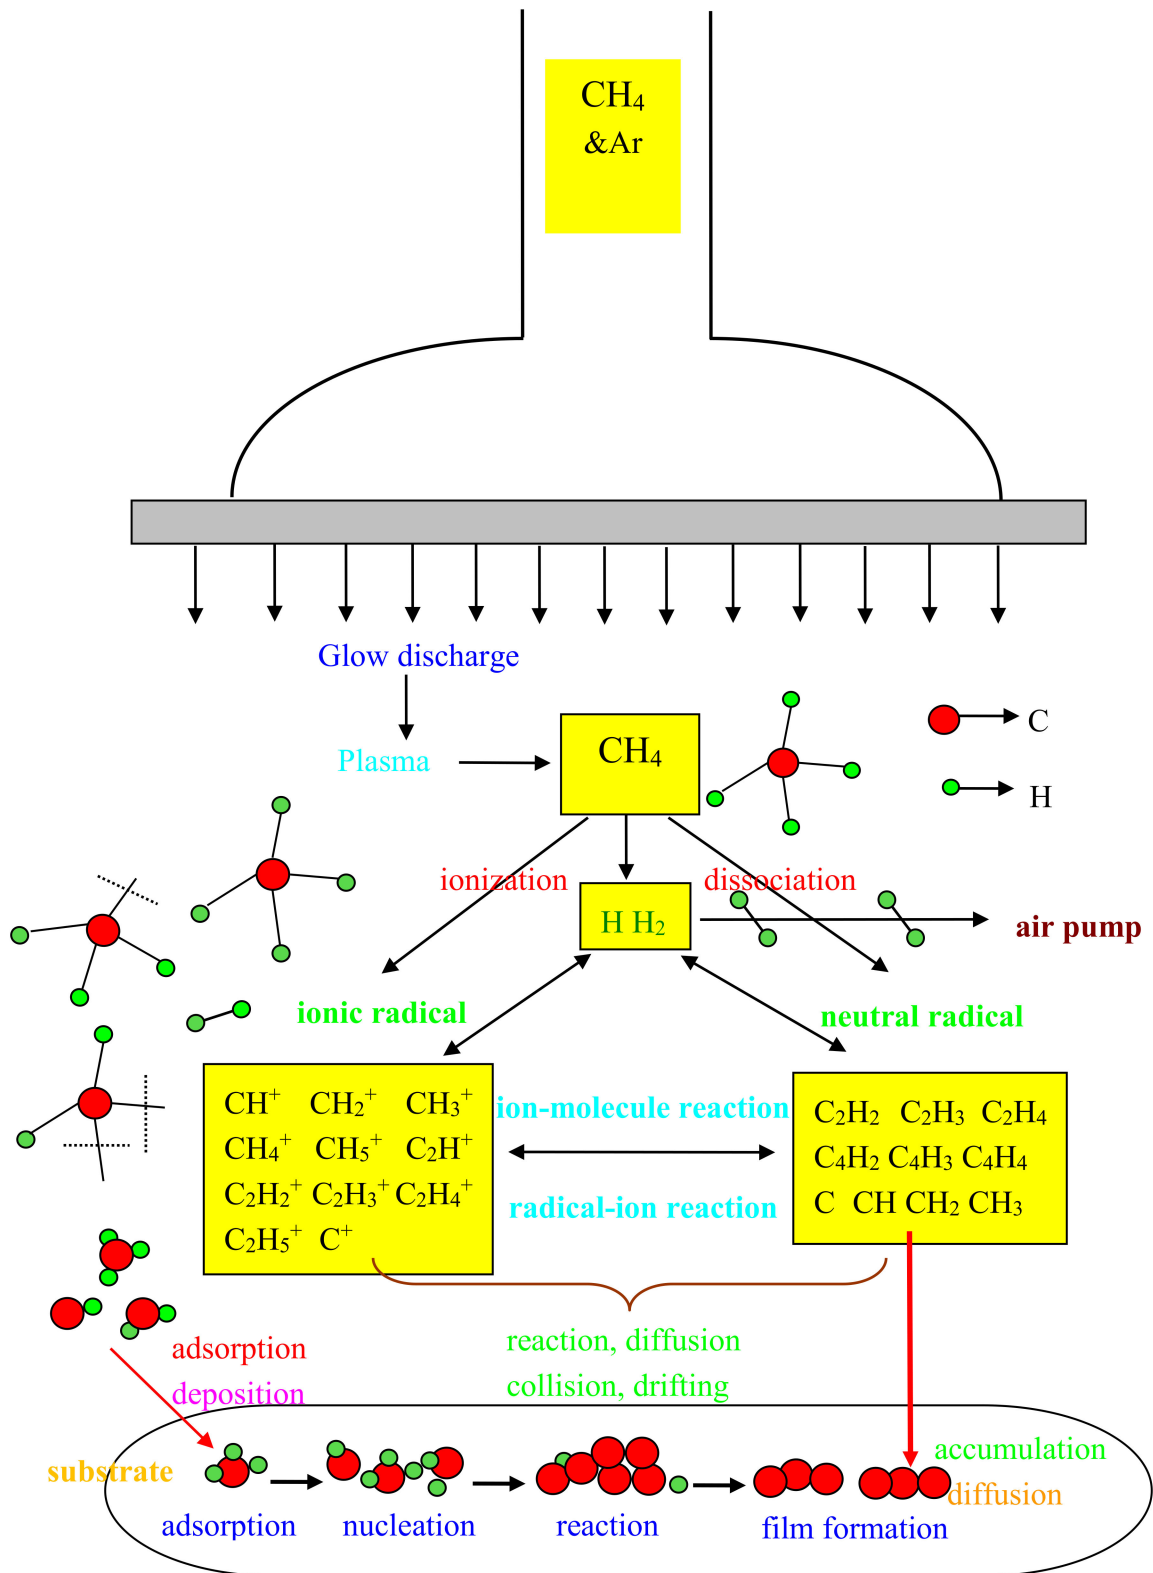 CH₄
&Ar
Glow discharge
Plasma
CH₄
C
H
ionization
dissociation
H H₂
air pump
ionic radical
neutral radical
CH⁺ CH₂⁺ CH₃⁺
CH₄⁺ CH₅⁺ C₂H⁺
C₂H₂⁺ C₂H₃⁺ C₂H₄⁺
C₂H₅⁺ C⁺
ion-molecule reaction
radical-ion reaction
C₂H₂ C₂H₃ C₂H₄
C₄H₂ C₄H₃ C₄H₄
C CH CH₂ CH₃
reaction, diffusion
collision, drifting
adsorption
deposition
substrate
accumulation
diffusion
adsorption
nucleation
reaction
film formation